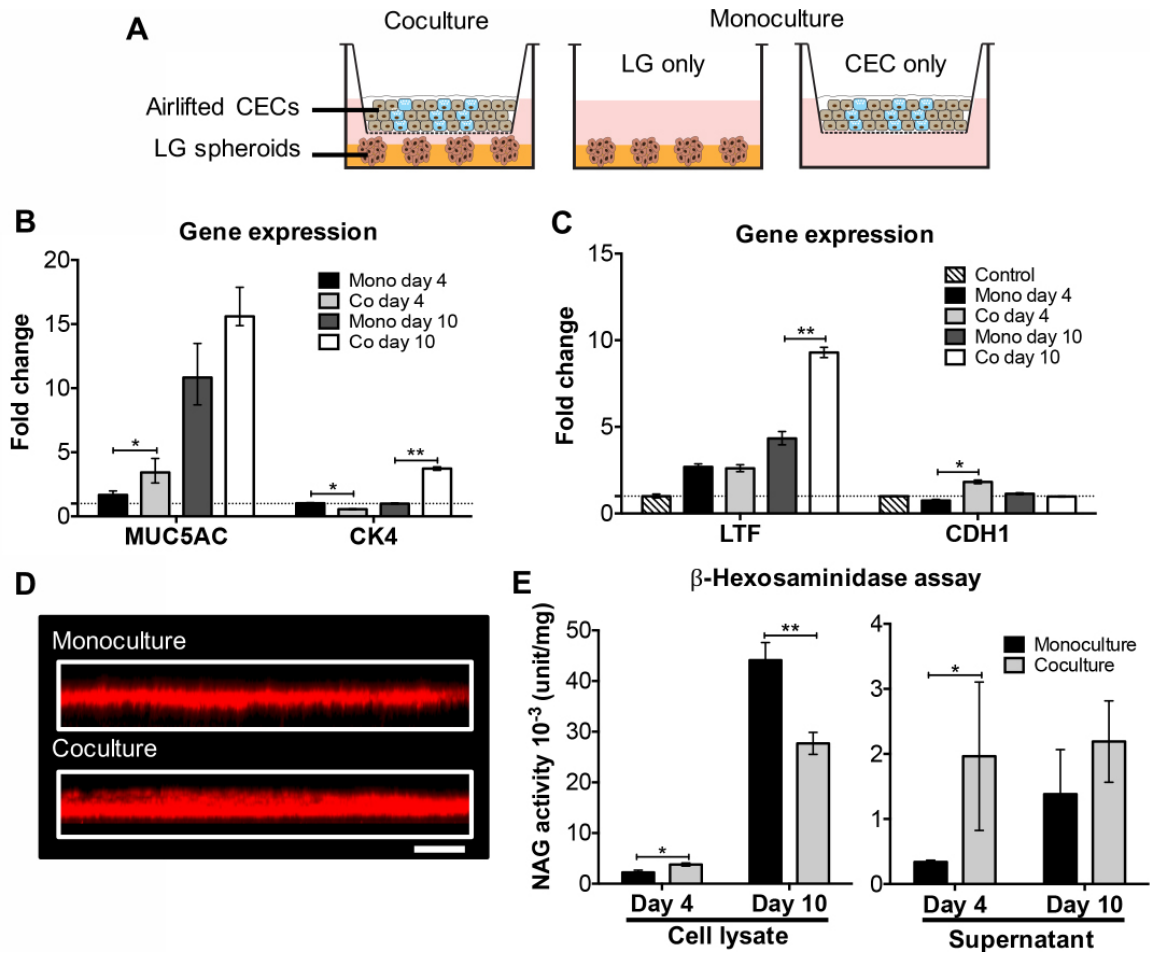 A
Coculture
Monoculture
LG only
CEC only
Airlifted CECs
LG spheroids
B
Gene expression
Fold change
20
15
10
5
0
Mono day 4
Co day 4
Mono day 10
Co day 10
*
*
**
MUC5AC
CK4
C
Gene expression
Fold change
15
10
5
0
Control
Mono day 4
Co day 4
Mono day 10
Co day 10
**
*
LTF
CDH1
D
Monoculture
Coculture
E
β-Hexosaminidase assay
NAG activity 10⁻³ (unit/mg)
50
40
30
20
10
0
*
**
Day 4
Day 10
Cell lysate
4
3
2
1
0
Monoculture
Coculture
*
Day 4
Day 10
Supernatant